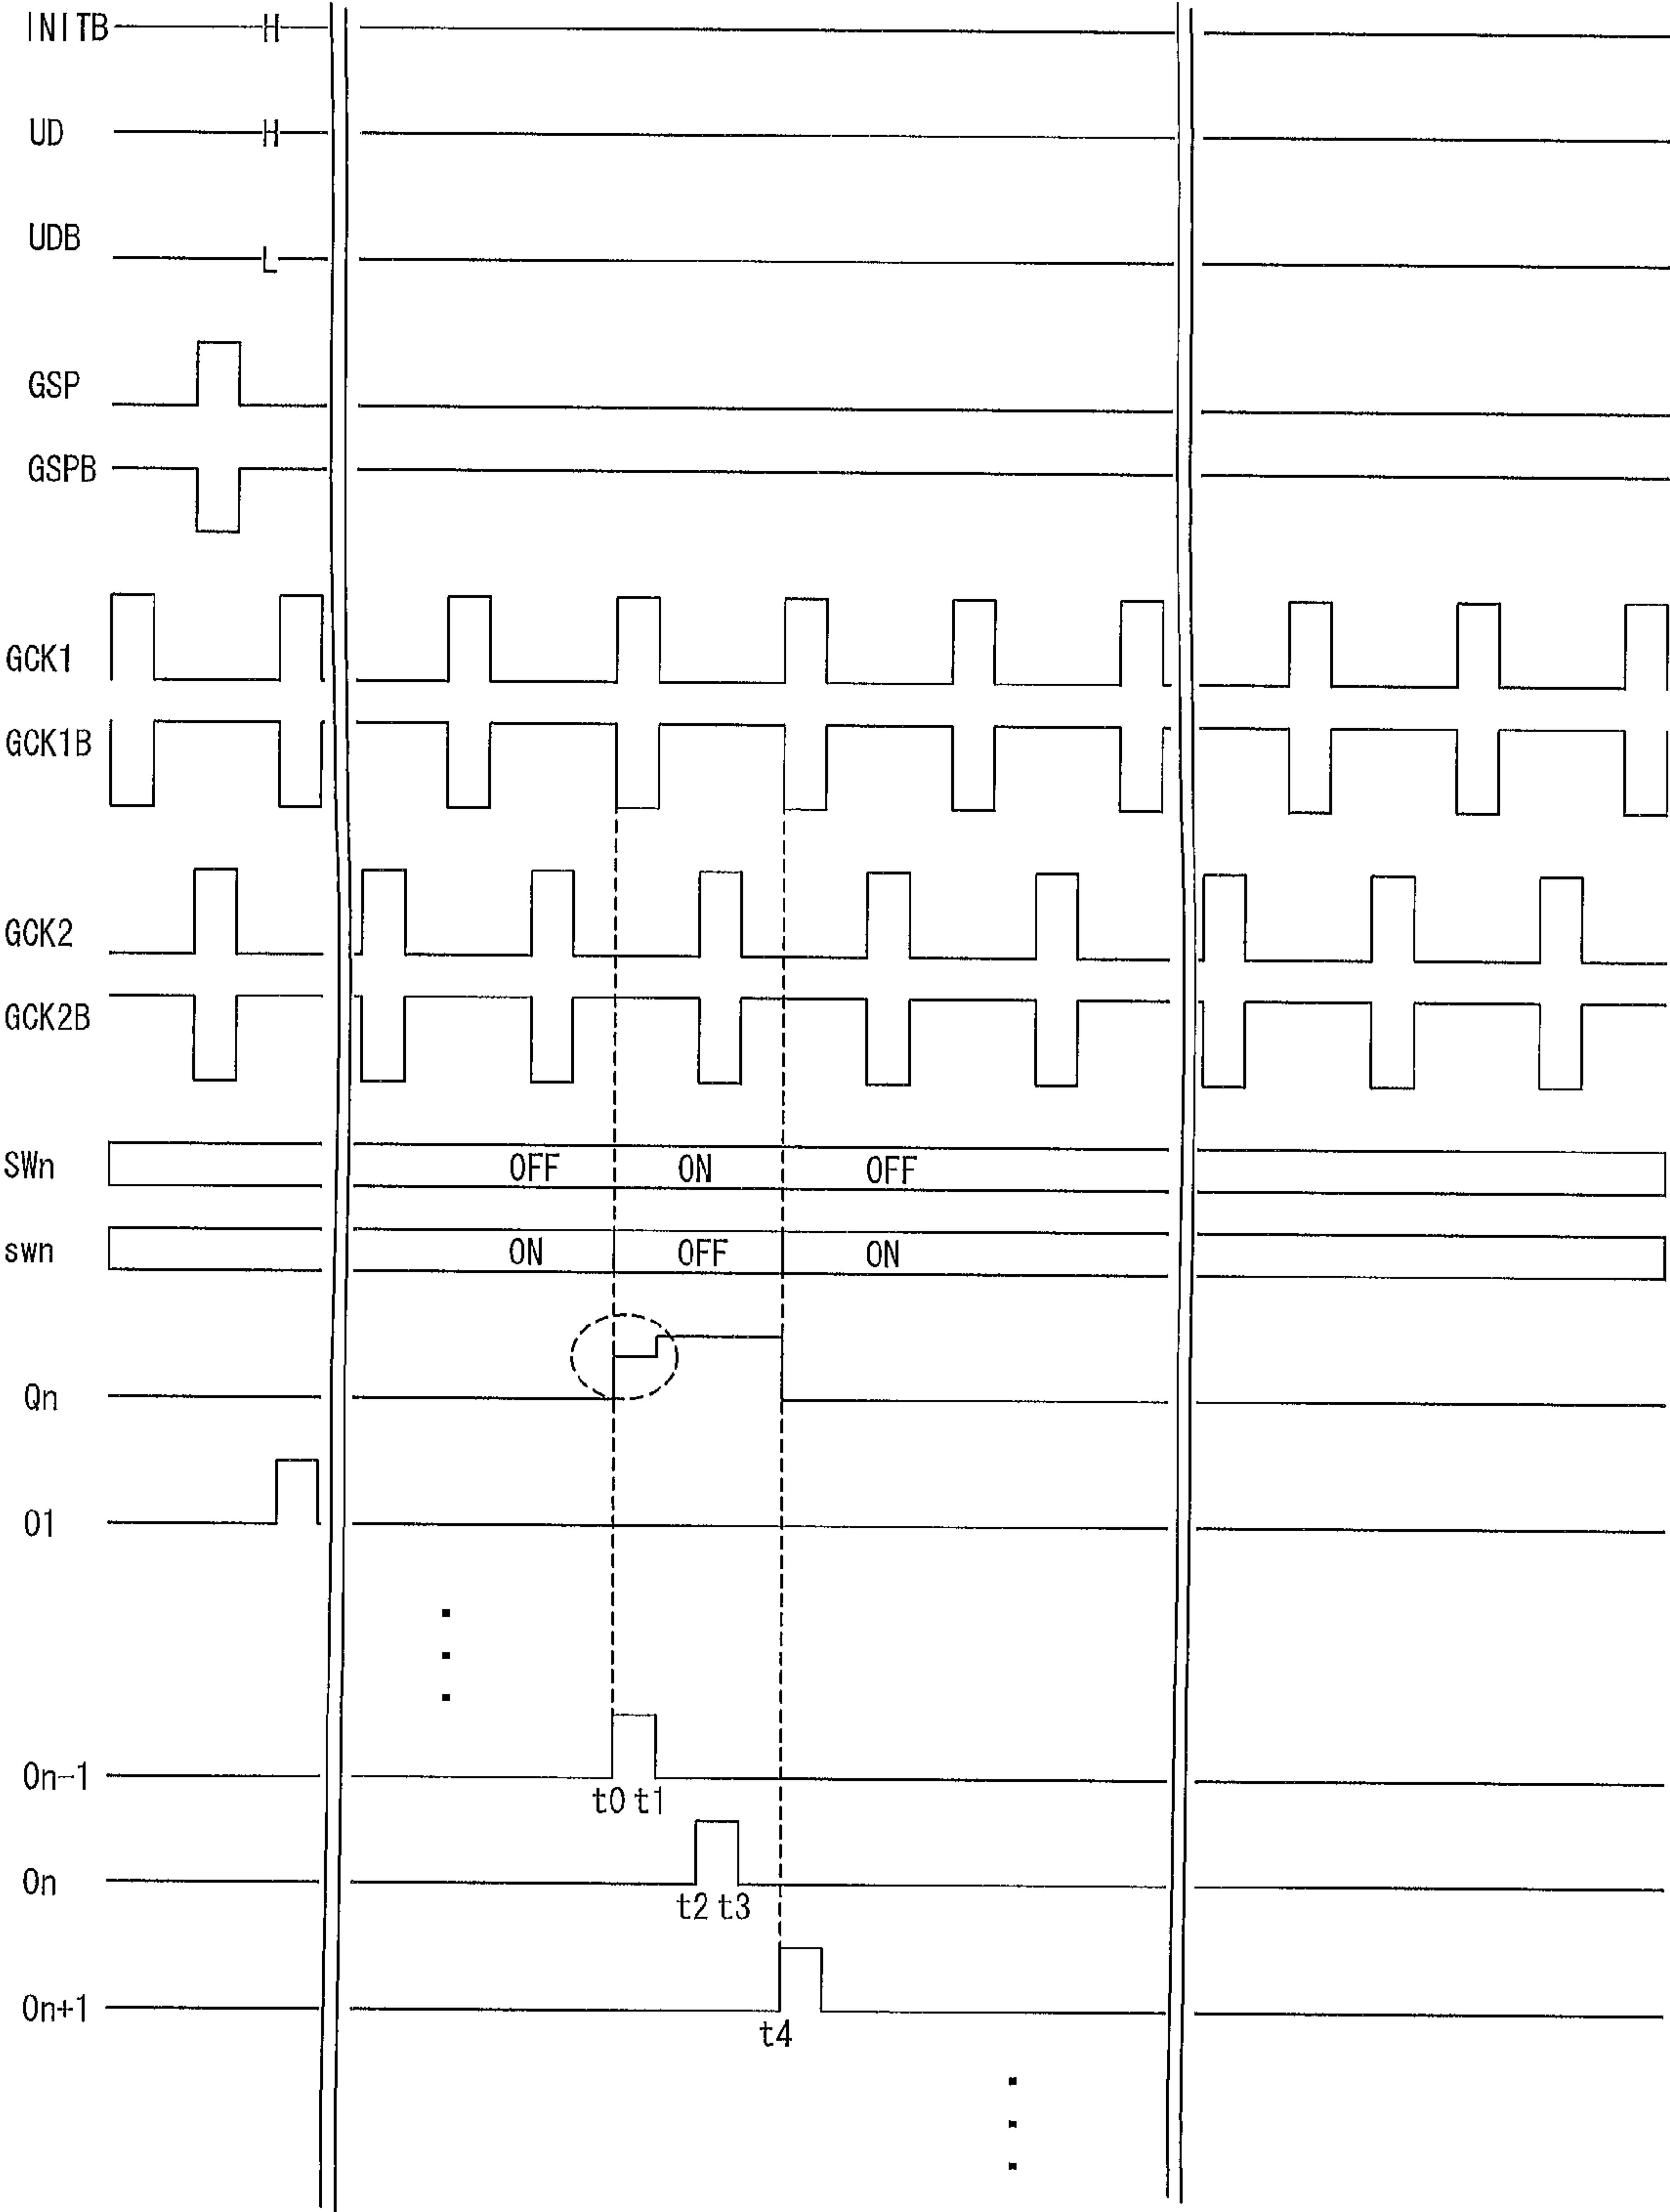 INITB H
UD H
UDB L
GSP
GSPB
GCK1
GCK1B
GCK2
GCK2B
SWn OFF ON OFF
swn ON OFF ON
Qn
O1
On-1
t0 t1
On
t2 t3
On+1
t4